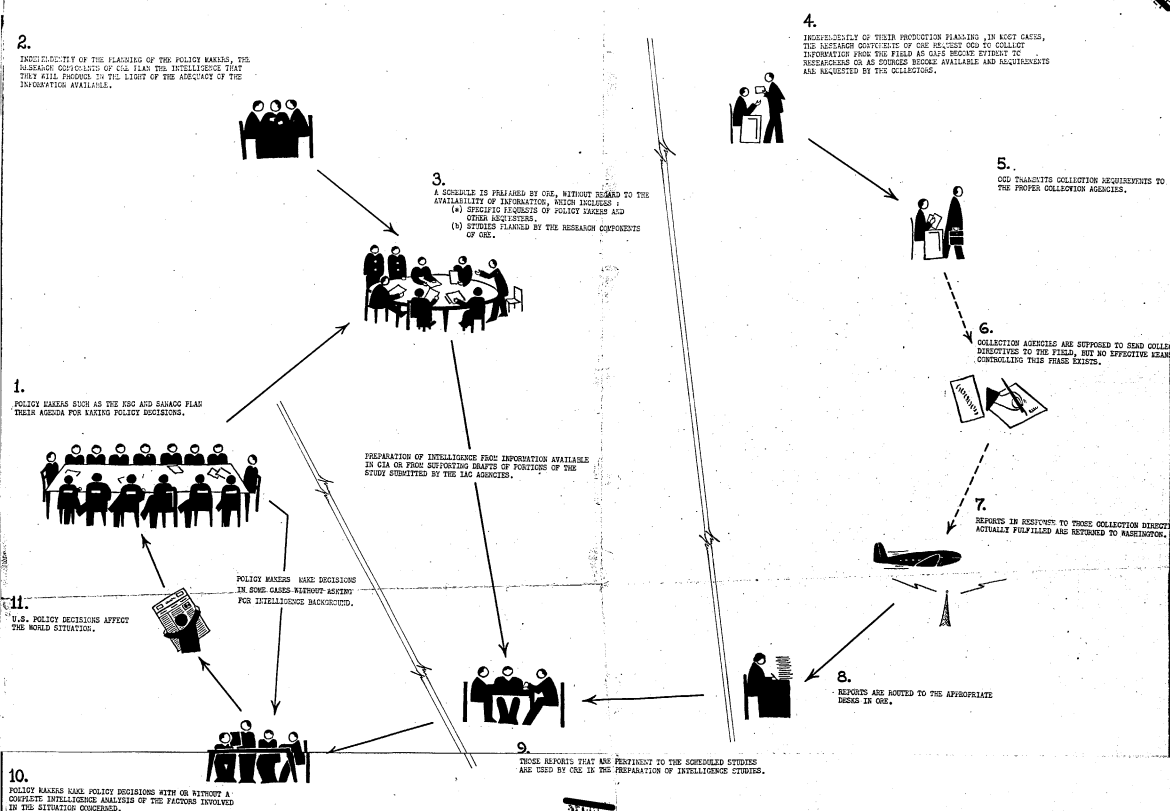 2.
INDEPENDENTLY OF THE PLANNING OF THE POLICY MAKERS, THE
RESEARCH COMPONENTS OF ORE PLAN THE INTELLIGENCE THAT
THEY WILL PRODUCE IN THE LIGHT OF THE ADEQUACY OF THE
INFORMATION AVAILABLE.
4.
INDEPENDENTLY OF THEIR PRODUCTION PLANNING ,IN MOST CASES,
THE RESEARCH COMPONENTS OF ORE REQUEST OCD TO COLLECT
INFORMATION FROM THE FIELD AS GAPS BECOME EVIDENT TO
RESEARCHERS OR AS SOURCES BECOME AVAILABLE AND REQUIREMENTS
ARE REQUESTED BY THE COLLECTORS.
3.
A SCHEDULE IS PREPARED BY ORE, WITHOUT REGARD TO THE
AVAILABILITY OF INFORMATION, WHICH INCLUDES :
(a) SPECIFIC REQUESTS OF POLICY MAKERS AND
OTHER REQUESTERS.
(b) STUDIES PLANNED BY THE RESEARCH COMPONENTS
OF ORE.
5.
OCD TRANSMITS COLLECTION REQUIREMENTS TO
THE PROPER COLLECTION AGENCIES.
6.
COLLECTION AGENCIES ARE SUPPOSED TO SEND COLLEC
DIRECTIVES TO THE FIELD, BUT NO EFFECTIVE MEANS
CONTROLLING THIS PHASE EXISTS.
1.
POLICY MAKERS SUCH AS THE NSC AND SANACC PLAN
THEIR AGENDA FOR MAKING POLICY DECISIONS.
PREPARATION OF INTELLIGENCE FROM INFORMATION AVAILABLE
IN CIA OR FROM SUPPORTING DRAFTS OF PORTIONS OF THE
STUDY SUBMITTED BY THE IAC AGENCIES.
7.
REPORTS IN RESPONSE TO THOSE COLLECTION DIRECTI
ACTUALLY FULFILLED ARE RETURNED TO WASHINGTON.
POLICY MAKERS MAKE DECISIONS
IN SOME CASES WITHOUT ASKING
FOR INTELLIGENCE BACKGROUND.
11.
U.S. POLICY DECISIONS AFFECT
THE WORLD SITUATION.
8.
REPORTS ARE ROUTED TO THE APPROPRIATE
DESKS IN ORE.
9.
THOSE REPORTS THAT ARE PERTINENT TO THE SCHEDULED STUDIES
ARE USED BY ORE IN THE PREPARATION OF INTELLIGENCE STUDIES.
10.
POLICY MAKERS MAKE POLICY DECISIONS WITH OR WITHOUT A
COMPLETE INTELLIGENCE ANALYSIS OF THE FACTORS INVOLVED
IN THE SITUATION CONCERNED.